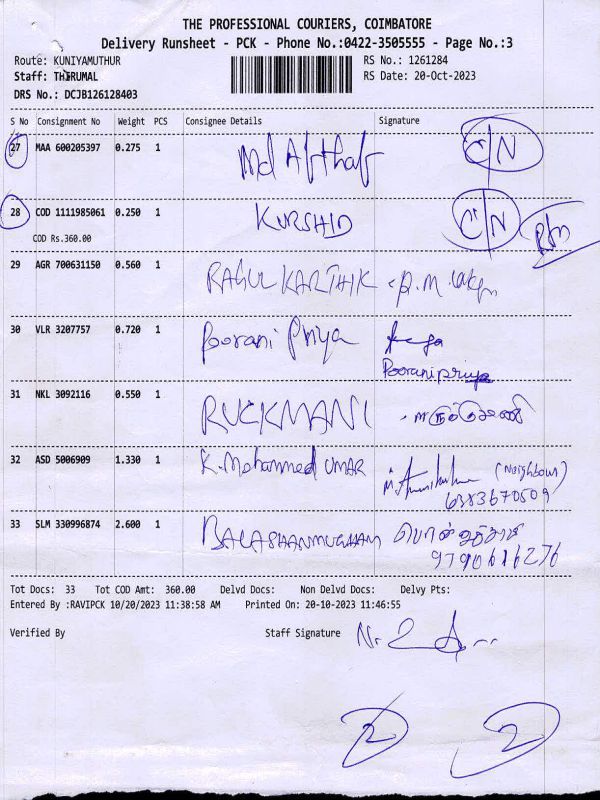 THE PROFESSIONAL COURIERS, COIMBATORE
Delivery Runsheet - PCK - Phone No.:0422-3505555 - Page No.:3
Route: KUNIYAMUTHUR RS No.: 1261284
Staff: THIRUMAL RS Date: 20-Oct-2023
DRS No.: DCJB126128403
S No Consignment No Weight PCS Consignee Details Signature
27 MAA 600205397 0.275 1 Md Afthab C/N
28 COD 1111985061 0.250 1 KURSHID C/N
COD Rs.360.00
29 AGR 700631150 0.560 1 RAHUL KARTHIK
30 VLR 3207757 0.720 1 Poorani Priya
Pooranipriya
31 NKL 3092116 0.550 1 RUCKMANI
32 ASD 5006909 1.330 1 K. Mohammed UMAR (Neighbour)
6383670509
33 SLM 330996874 2.600 1 BALASHANMUGHAM
9790616276
Tot Docs: 33 Tot COD Amt: 360.00 Delvd Docs: Non Delvd Docs: Delvy Pts:
Entered By :RAVIPCK 10/20/2023 11:38:58 AM Printed On: 20-10-2023 11:46:55
Verified By Staff Signature
2 2